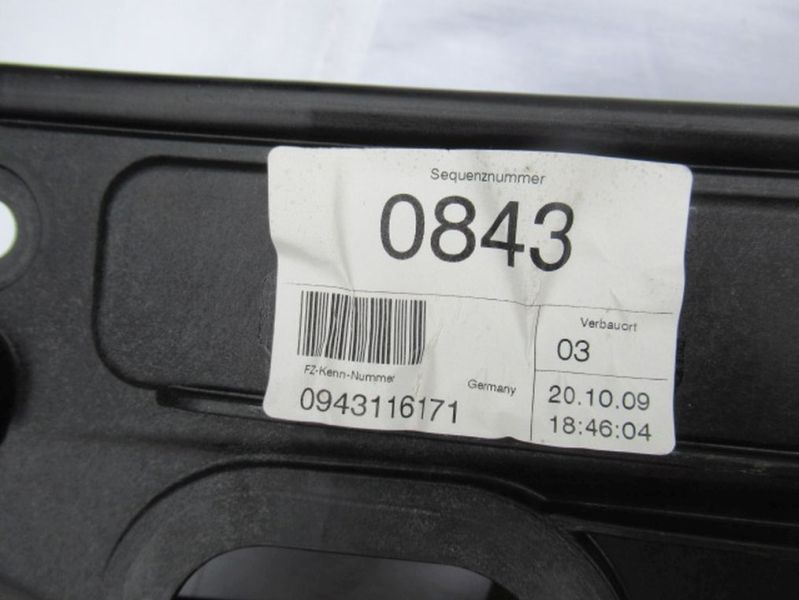 Sequenznummer
0843
FZ-Kenn-Nummer
0943116171
Germany
Verbauort
03
20.10.09
18:46:04